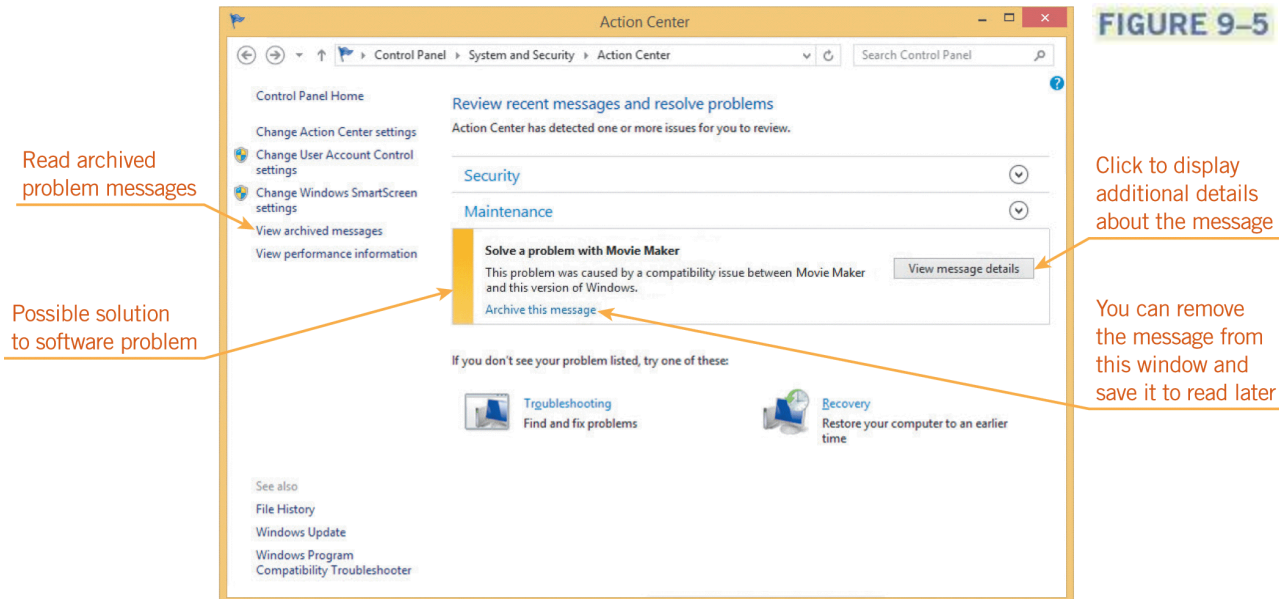 FIGURE 9–5
Action Center
Control Panel
System and Security
Action Center
Search Control Panel
Control Panel Home
Change Action Center settings
Change User Account Control
settings
Change Windows SmartScreen
settings
View archived messages
View performance information
See also
File History
Windows Update
Windows Program
Compatibility Troubleshooter
Review recent messages and resolve problems
Action Center has detected one or more issues for you to review.
Security
Maintenance
Solve a problem with Movie Maker
This problem was caused by a compatibility issue between Movie Maker
and this version of Windows.
Archive this message
View message details
If you don't see your problem listed, try one of these:
Troubleshooting
Find and fix problems
Recovery
Restore your computer to an earlier
time
Read archived
problem messages
Possible solution
to software problem
Click to display
additional details
about the message
You can remove
the message from
this window and
save it to read later